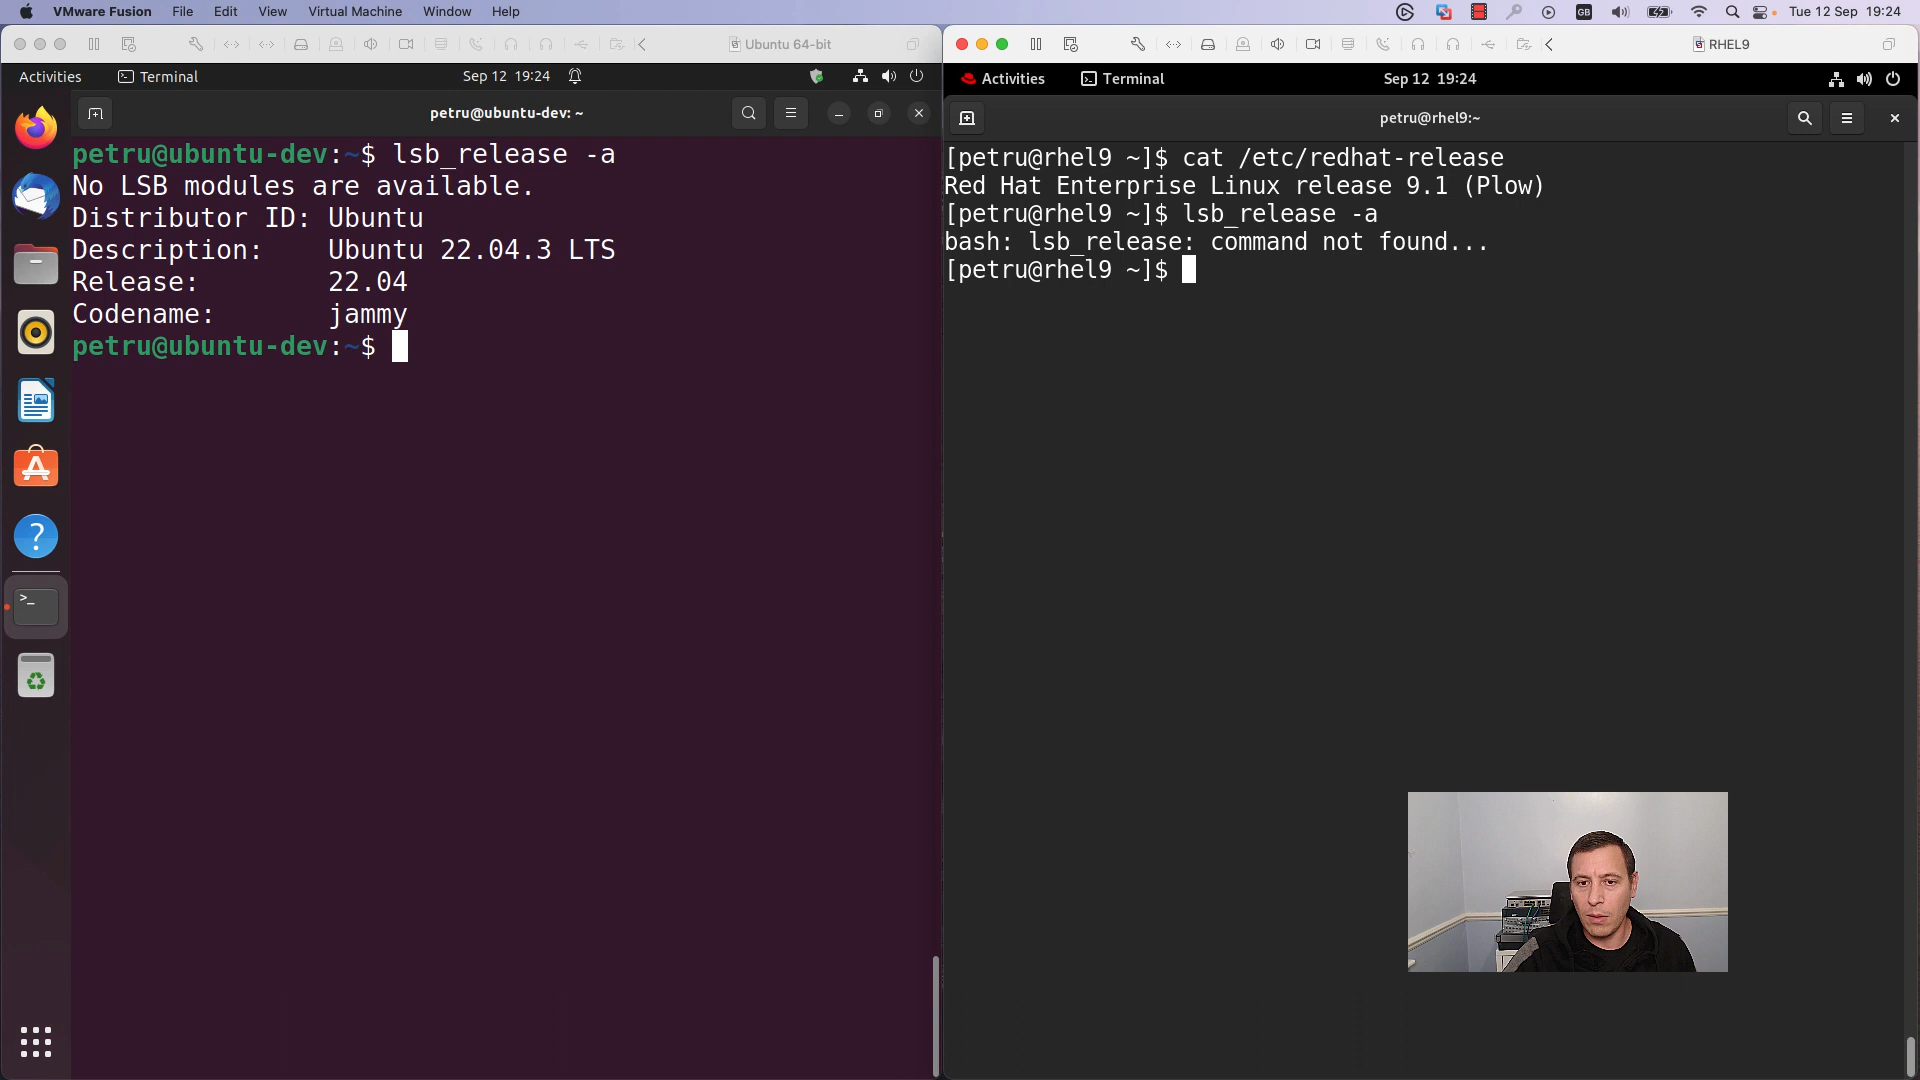 VMware Fusion File Edit View Virtual Machine Window Help GB Tue 12 Sep 19:24
Ubuntu 64-bit
Activities Terminal Sep 12 19:24
petru@ubuntu-dev: ~
petru@ubuntu-dev:~$ lsb_release -a
No LSB modules are available.
Distributor ID: Ubuntu
Description: Ubuntu 22.04.3 LTS
Release: 22.04
Codename: jammy
petru@ubuntu-dev:~$
RHEL9
Activities Terminal Sep 12 19:24
petru@rhel9:~
[petru@rhel9 ~]$ cat /etc/redhat-release
Red Hat Enterprise Linux release 9.1 (Plow)
[petru@rhel9 ~]$ lsb_release -a
bash: lsb_release: command not found...
[petru@rhel9 ~]$